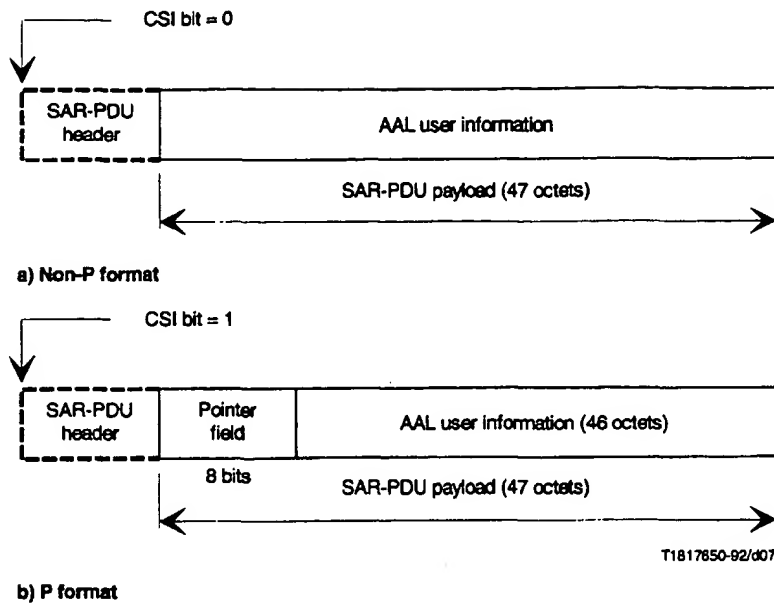 CSI bit = 0
SAR-PDU
header
AAL user information
SAR-PDU payload (47 octets)
a) Non-P format
CSI bit = 1
SAR-PDU
header
Pointer
field
AAL user information (46 octets)
8 bits
SAR-PDU payload (47 octets)
T1817650-92/d07
b) P format